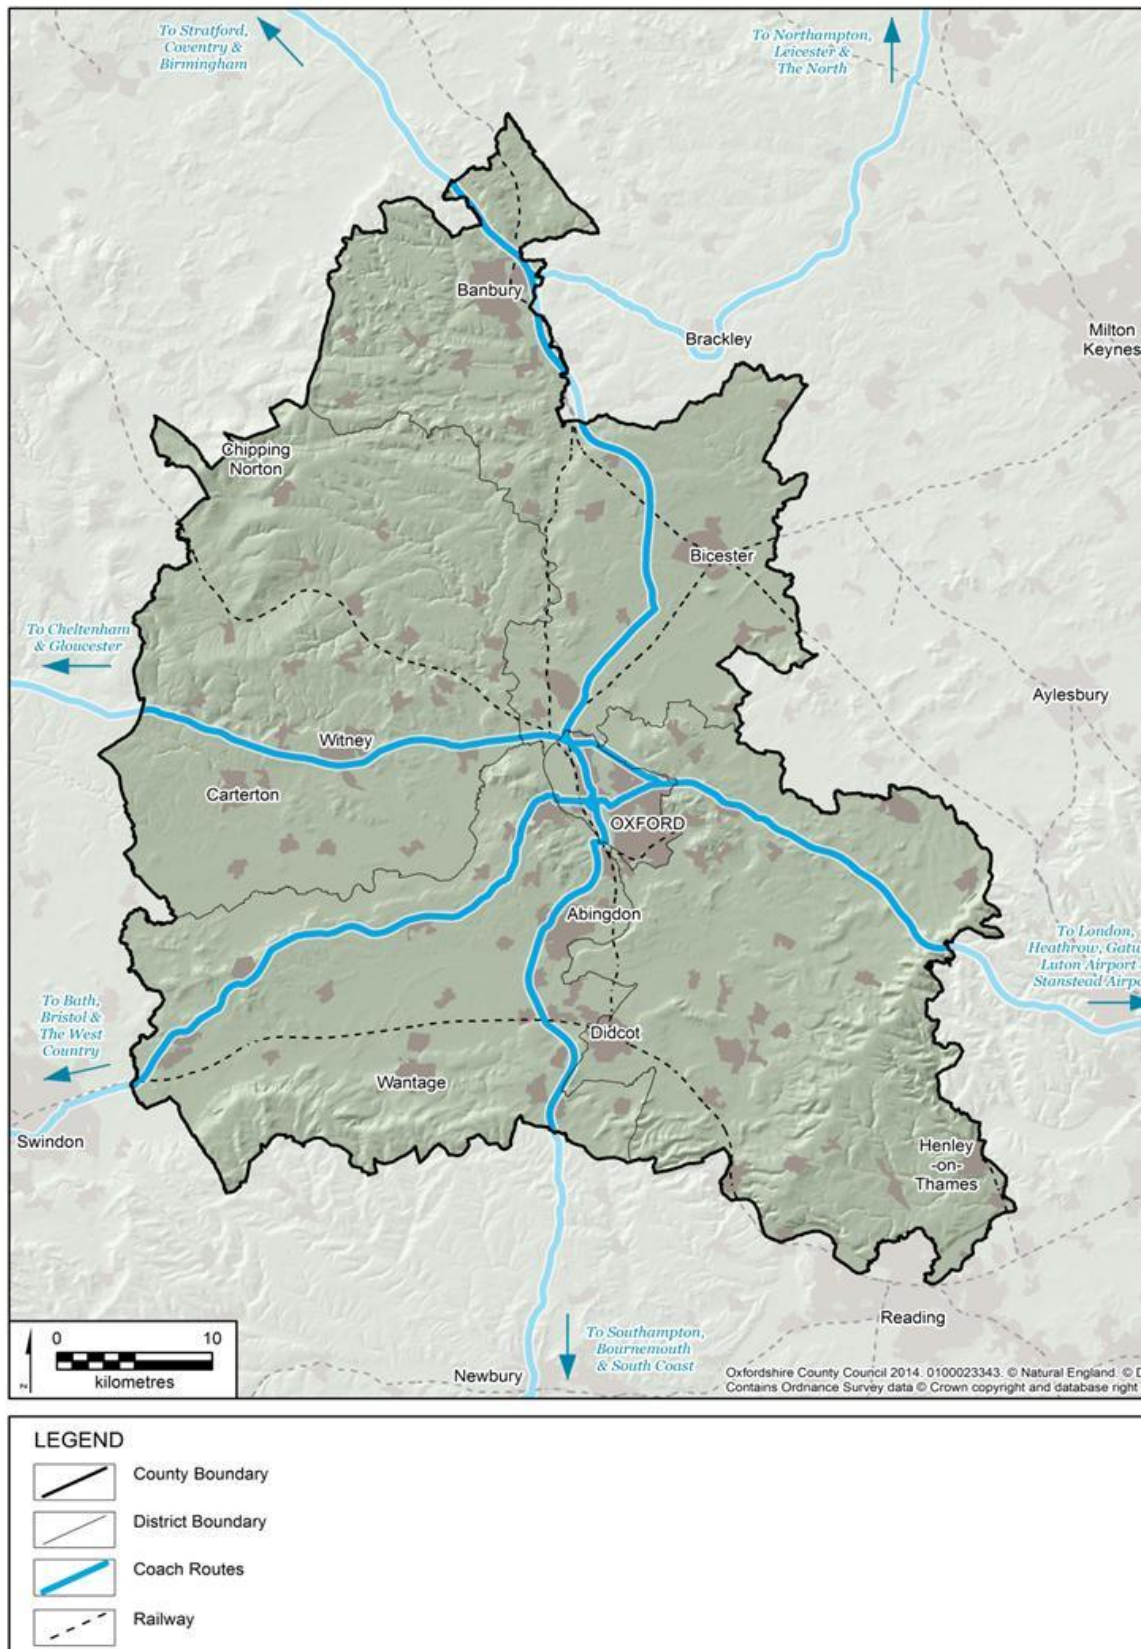 To Stratford,
Coventry &
Birmingham
To Northampton,
Leicester &
The North
Banbury
Brackley
Milton
Keynes
Chipping
Norton
Bicester
To Cheltenham
& Gloucester
Aylesbury
Witney
Carterton
OXFORD
Abingdon
To London,
Heathrow, Gatw
Luton Airport
Stanstead Airpo
To Bath,
Bristol &
The West
Country
Didcot
Wantage
Swindon
Henley
-on-
Thames
Reading
0 10
kilometres
N
To Southampton,
Bournemouth
& South Coast
Newbury
Oxfordshire County Council 2014. 0100023343. © Natural England. © D
Contains Ordnance Survey data © Crown copyright and database right
LEGEND
County Boundary
District Boundary
Coach Routes
Railway